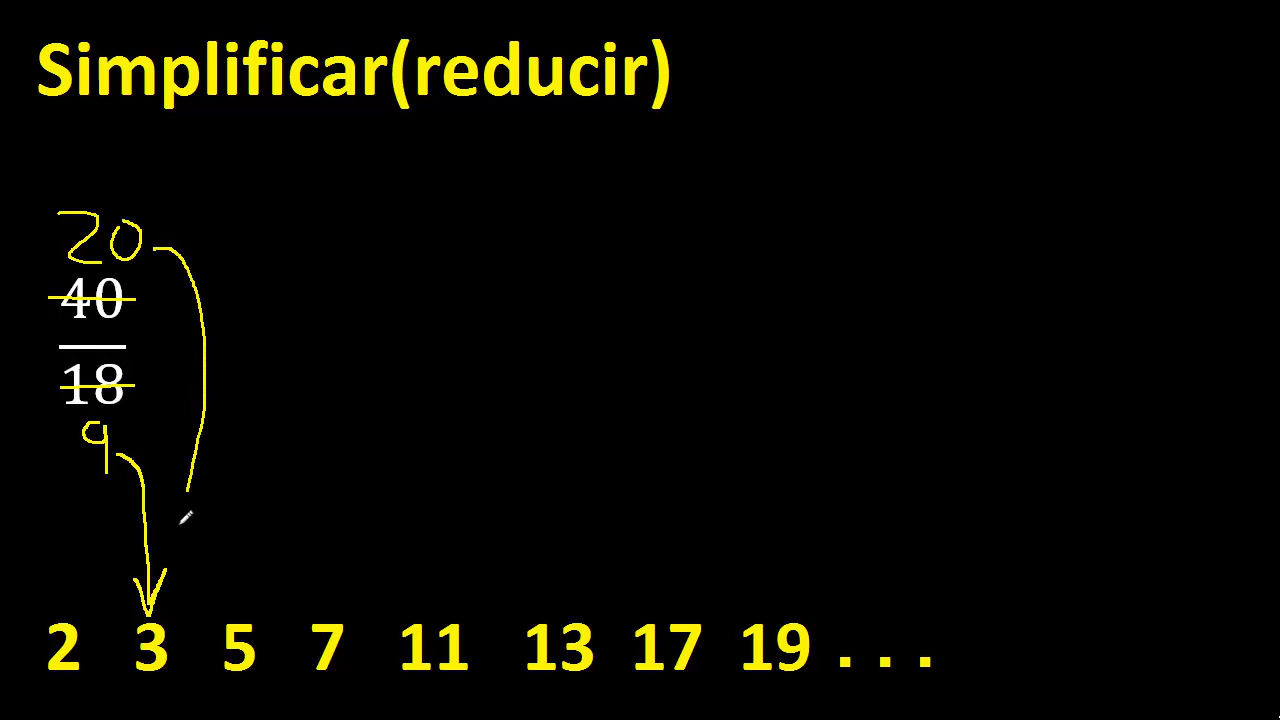 Simplificar(reducir)
20
40
18
9
2 3 5 7 11 13 17 19 . . .